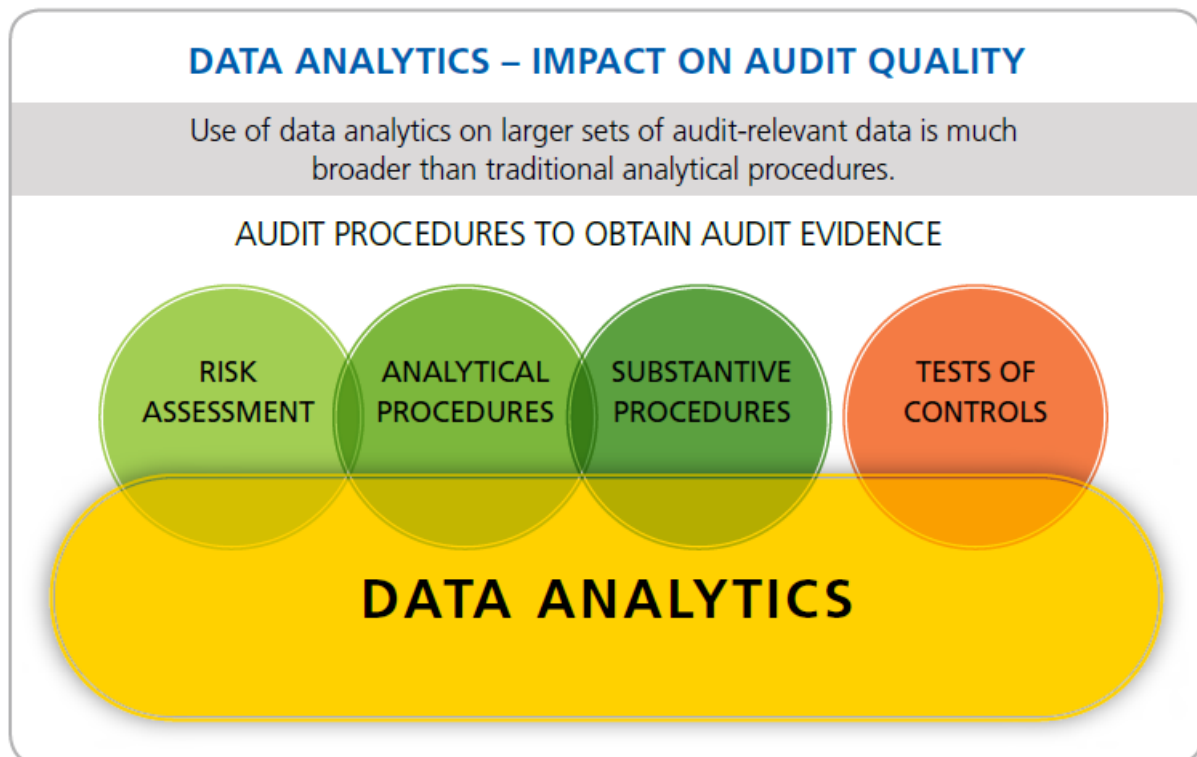 DATA ANALYTICS – IMPACT ON AUDIT QUALITY
Use of data analytics on larger sets of audit-relevant data is much
broader than traditional analytical procedures.
AUDIT PROCEDURES TO OBTAIN AUDIT EVIDENCE
RISK
ASSESSMENT
ANALYTICAL
PROCEDURES
SUBSTANTIVE
PROCEDURES
TESTS OF
CONTROLS
DATA ANALYTICS